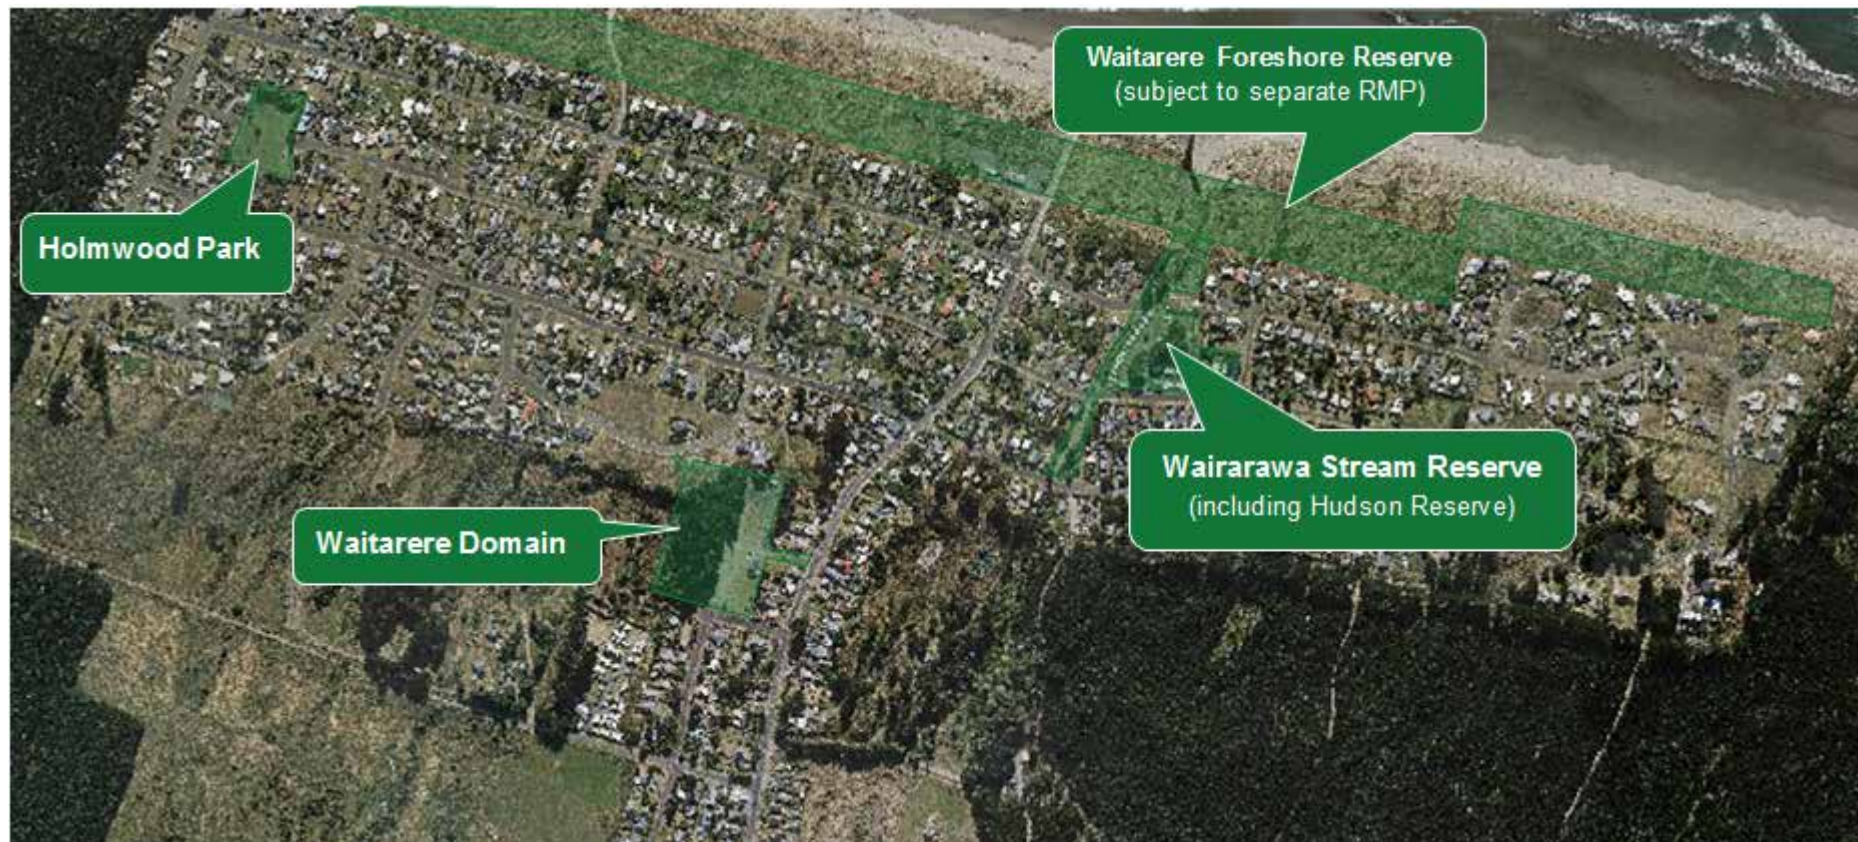 Waitarere Foreshore Reserve
(subject to separate RMP)
Holmwood Park
Wairarawa Stream Reserve
(including Hudson Reserve)
Waitarere Domain